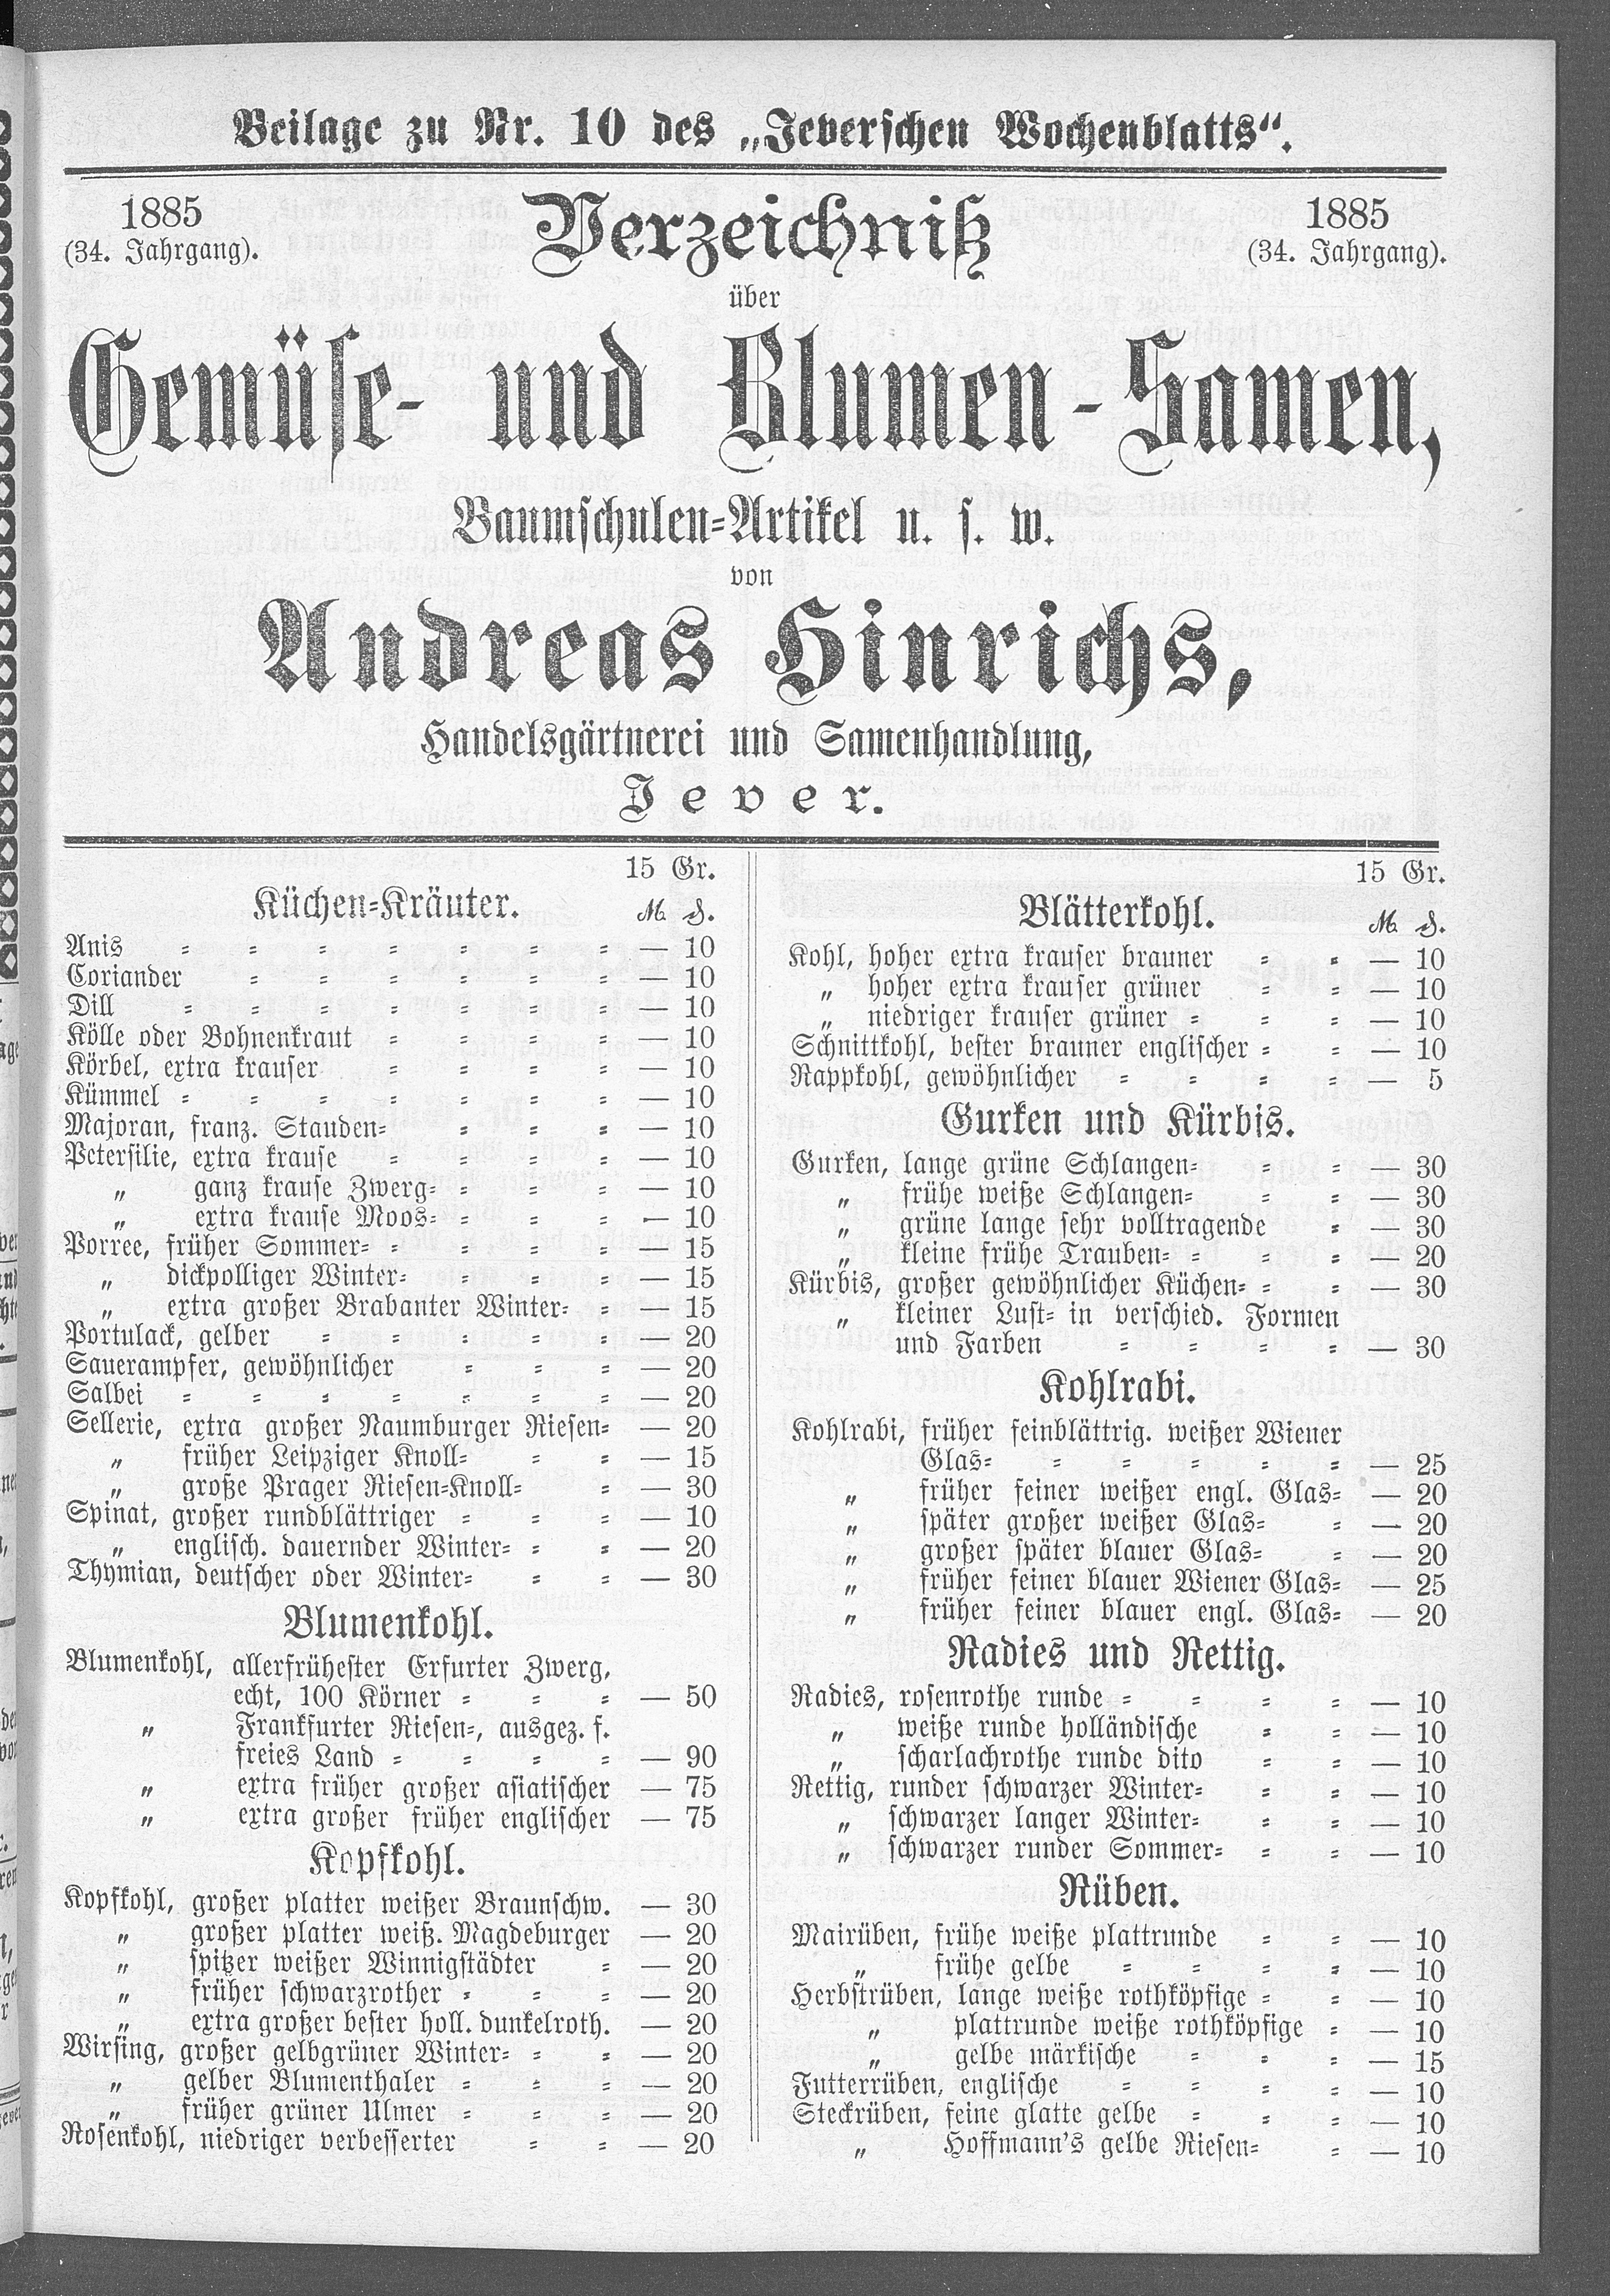 Beilage zu Nr. 10 des „Jeverschen Wochenblatts“.
1885
(34. Jahrgang).
Verzeichniß
1885
(34. Jahrgang).
über
Gemüse- und Blumen-Samen,
Baumschulen-Artikel u. s. w.
von
Andreas Hinrichs,
Handelsgärtnerei und Samenhandlung,
Jever.
15 Gr.
Küchen-Kräuter. M. ₰.
Anis - - - - - - - — 10
Coriander - - - - - - — 10
Dill - - - - - - - — 10
Kölle oder Bohnenkraut - - - - — 10
Körbel, extra krauser - - - - — 10
Kümmel - - - - - - - — 10
Majoran, franz. Stauden- - - - — 10
Petersilie, extra krause - - - - — 10
„ ganz krause Zwerg- - - - — 10
„ extra krause Moos- - - - — 10
Porree, früher Sommer- - - - - — 15
„ dickpolliger Winter- - - - — 15
„ extra großer Brabanter Winter- - — 15
Portulack, gelber - - - - - — 20
Sauerampfer, gewöhnlicher - - - — 20
Salbei - - - - - - - — 20
Sellerie, extra großer Naumburger Riesen- — 20
„ früher Leipziger Knoll- - - — 15
„ große Prager Riesen-Knoll- - — 30
Spinat, großer rundblättriger - - - — 10
„ englisch. dauernder Winter- - - — 20
Thymian, deutscher oder Winter- - - — 30
Blumenkohl.
Blumenkohl, allerfrühester Erfurter Zwerg,
echt, 100 Körner - - - — 50
„ Frankfurter Riesen-, ausgez. f.
freies Land - - - - — 90
„ extra früher großer asiatischer — 75
„ extra großer früher englischer — 75
Kopfkohl.
Kopfkohl, großer platter weißer Braunschw. — 30
„ großer platter weiß. Magdeburger — 20
„ spitzer weißer Winnigstädter - — 20
„ früher schwarzrother - - - — 20
„ extra großer bester holl. dunkelroth. — 20
Wirsing, großer gelbgrüner Winter- - - — 20
„ gelber Blumenthaler - - - — 20
„ früher grüner Ulmer - - - — 20
Rosenkohl, niedriger verbesserter - - — 20
15 Gr.
Blätterkohl. M. ₰.
Kohl, hoher extra krauser brauner - - — 10
„ hoher extra krauser grüner - - — 10
„ niedriger krauser grüner - - - — 10
Schnittkohl, bester brauner englischer - - — 10
Rappkohl, gewöhnlicher - - - - — 5
Gurken und Kürbis.
Gurken, lange grüne Schlangen- - - — 30
„ frühe weiße Schlangen- - - — 30
„ grüne lange sehr volltragende - — 30
„ kleine frühe Trauben- - - - — 20
Kürbis, großer gewöhnlicher Küchen- - - — 30
„ kleiner Lust- in verschied. Formen
und Farben - - - - — 30
Kohlrabi.
Kohlrabi, früher feinblättrig. weißer Wiener
Glas- - - - - - — 25
„ früher feiner weißer engl. Glas- — 20
„ später großer weißer Glas- - — 20
„ großer später blauer Glas- - — 20
„ früher feiner blauer Wiener Glas- — 25
„ früher feiner blauer engl. Glas- — 20
Radies und Rettig.
Radies, rosenrothe runde - - - - — 10
„ weiße runde holländische - - — 10
„ scharlachrothe runde dito - - — 10
Rettig, runder schwarzer Winter- - - — 10
„ schwarzer langer Winter- - - — 10
„ schwarzer runder Sommer- - - — 10
Rüben.
Mairüben, frühe weiße plattrunde - - — 10
„ frühe gelbe - - - - — 10
Herbstrüben, lange weiße rothköpfige - - — 10
„ plattrunde weiße rothköpfige - — 10
„ gelbe märkische - - - — 15
Futterrüben, englische - - - - — 10
Steckrüben, feine glatte gelbe - - - — 10
„ Hoffmann's gelbe Riesen- - — 10